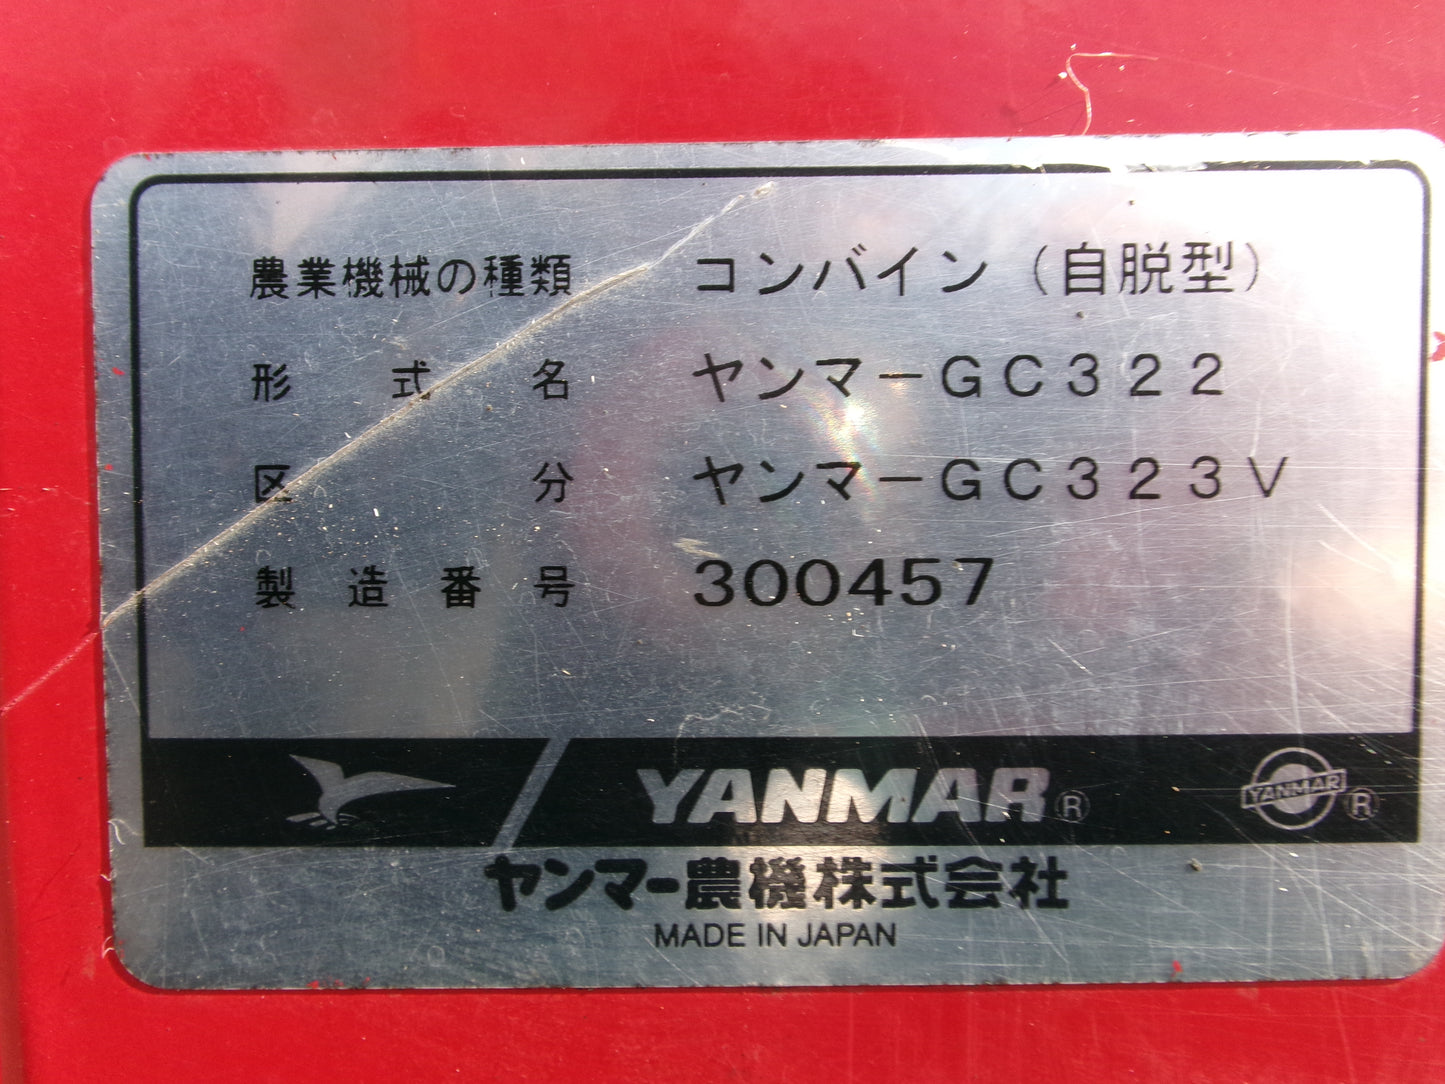 農業機械の種類 コンバイン（自脱型）
形式名 ヤンマーGC322
区分 ヤンマーGC323V
製造番号 300457
YANMAR® YANMAR®
ヤンマー農機株式会社
MADE IN JAPAN